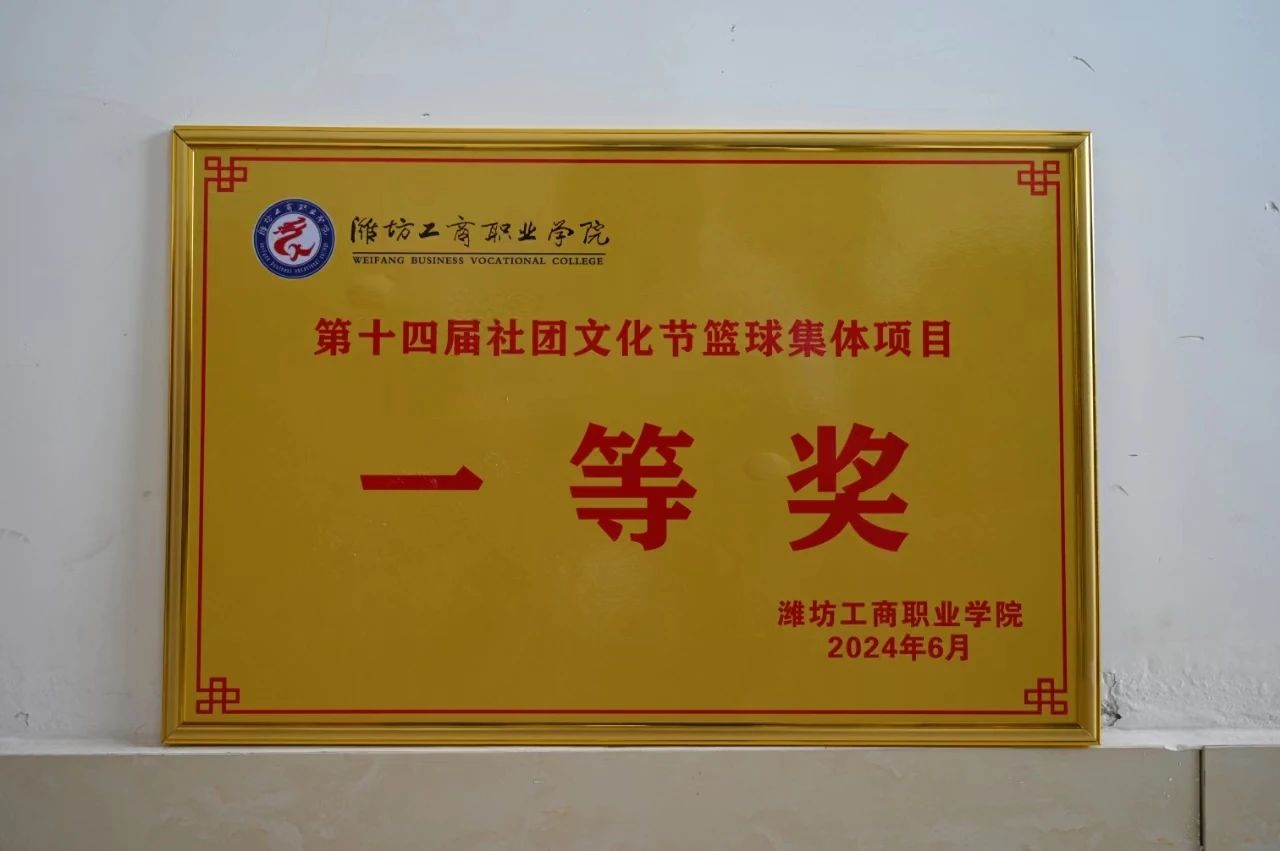 潍坊工商职业学院
WEIFANG BUSINESS VOCATIONAL COLLEGE
第十四届社团文化节篮球集体项目
一等奖
潍坊工商职业学院
2024年6月